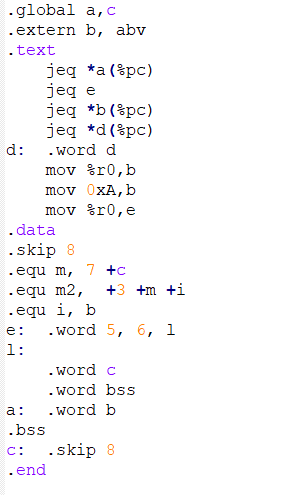 .global a,c
.extern b, abv
.text
    jeq *a(%pc)
    jeq e
    jeq *b(%pc)
    jeq *d(%pc)
d:  .word d
    mov %r0,b
    mov 0xA,b
    mov %r0,e
.data
.skip 8
.equ m, 7 +c
.equ m2,  +3 +m +i
.equ i, b
e:  .word 5, 6, l
l:
    .word c
    .word bss
a:  .word b
.bss
c:  .skip 8
.end